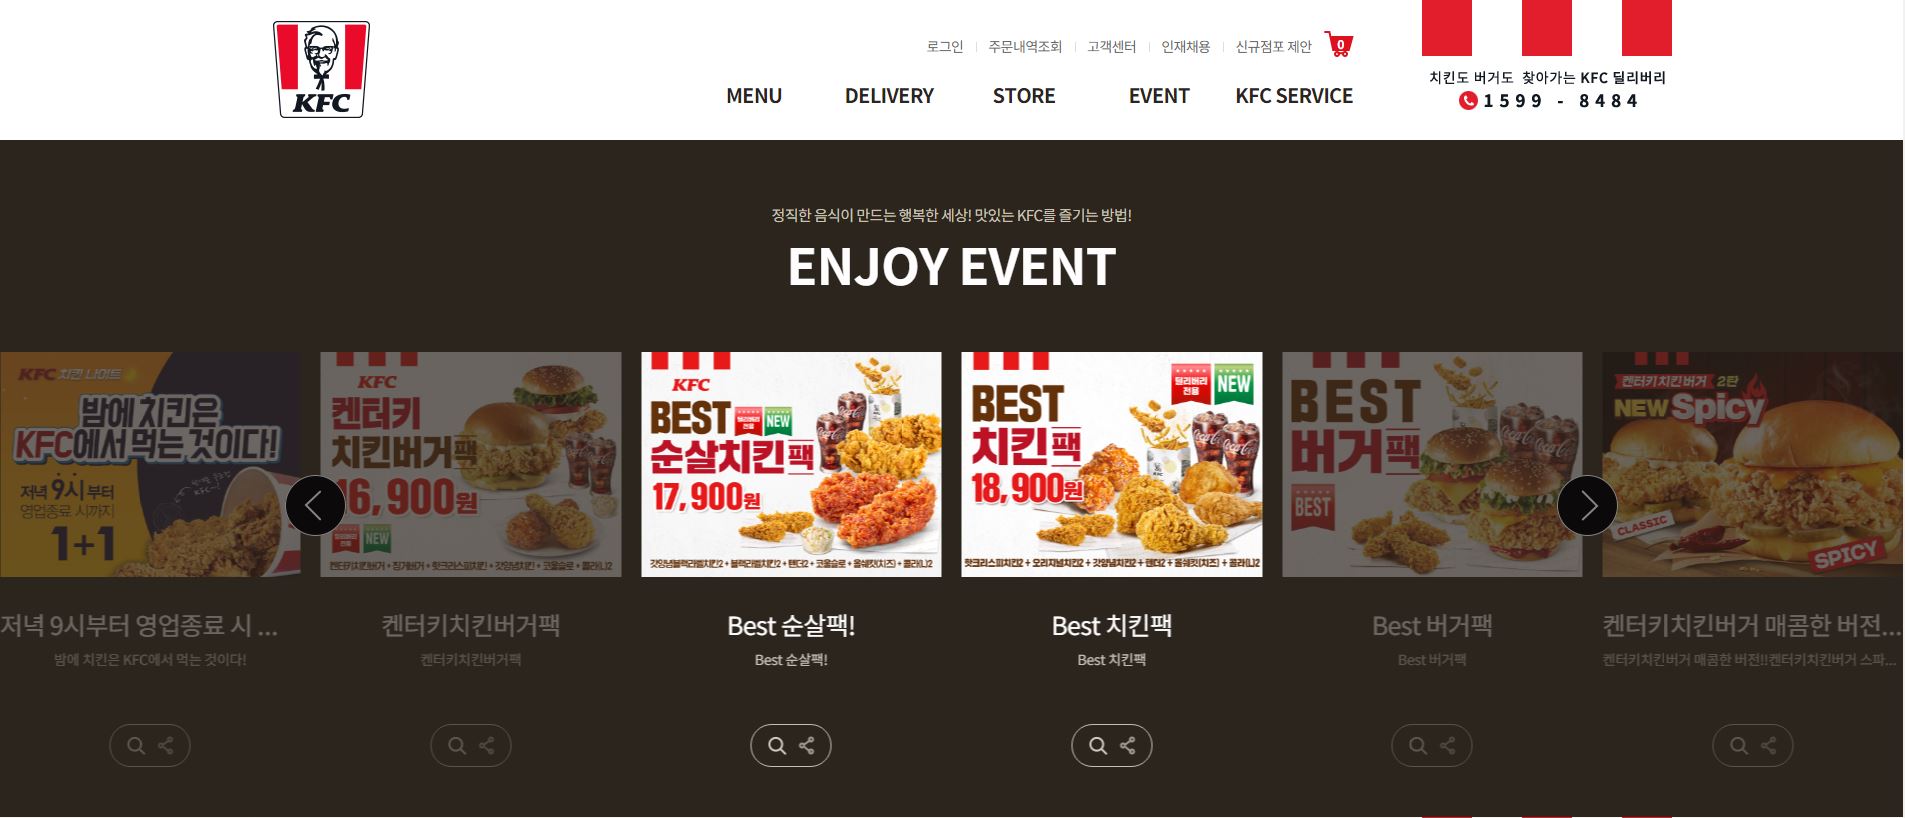 로그인
주문내역조회
고객센터
인재채용
신규점포 제안
0
KFC
MENU
DELIVERY
STORE
EVENT
KFC SERVICE
치킨도 버거도 찾아가는 KFC 딜리버리
1599 - 8484
정직한 음식이 만드는 행복한 세상! 맛있는 KFC를 즐기는 방법!
ENJOY EVENT
KFC 치킨 나이트
밤에 치킨은
KFC에서 먹는 것이다!
저녁 9시 부터
영업종료 시까지
1+1
저녁 9시부터 영업종료 시 ...
밤에 치킨은 KFC에서 먹는 것이다!
KFC
켄터키
치킨버거팩
16,900원
딜리버리
전용
NEW
켄터키치킨버거 + 징거버거 + 핫크리스피치킨2 + 갓양념치킨1 + 코울슬로 + 콜라(L)2
켄터키치킨버거팩
켄터키치킨버거팩
KFC
BEST
딜리버리
전용
NEW
순살치킨팩
17,900원
갓양념블랙라벨치킨2 + 블랙라벨치킨2 + 텐더2 + 코울슬로 + 올쉐킷(치즈) + 콜라(L)2
Best 순살팩!
Best 순살팩!
BEST
딜리버리
전용
NEW
치킨팩
18,900원
핫크리스피치킨2 + 오리지널치킨2 + 갓양념치킨2 + 텐더2 + 올쉐킷(치즈) + 콜라(L)2
Best 치킨팩
Best 치킨팩
BEST
버거팩
BEST
Best 버거팩
Best 버거팩
켄터키치킨버거 2탄
NEW Spicy
CLASSIC
SPICY
켄터키치킨버거 매콤한 버전...
켄터키치킨버거 매콤한 버전!!켄터키치킨버거 스파...